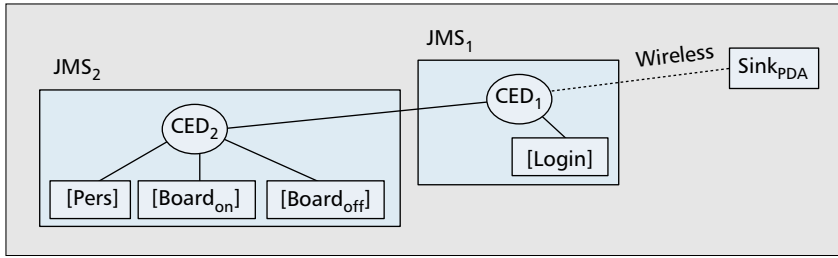 JMS2
JMS1
Wireless
SinkPDA
CED1
CED2
[Login]
[Pers] [Boardon] [Boardoff]